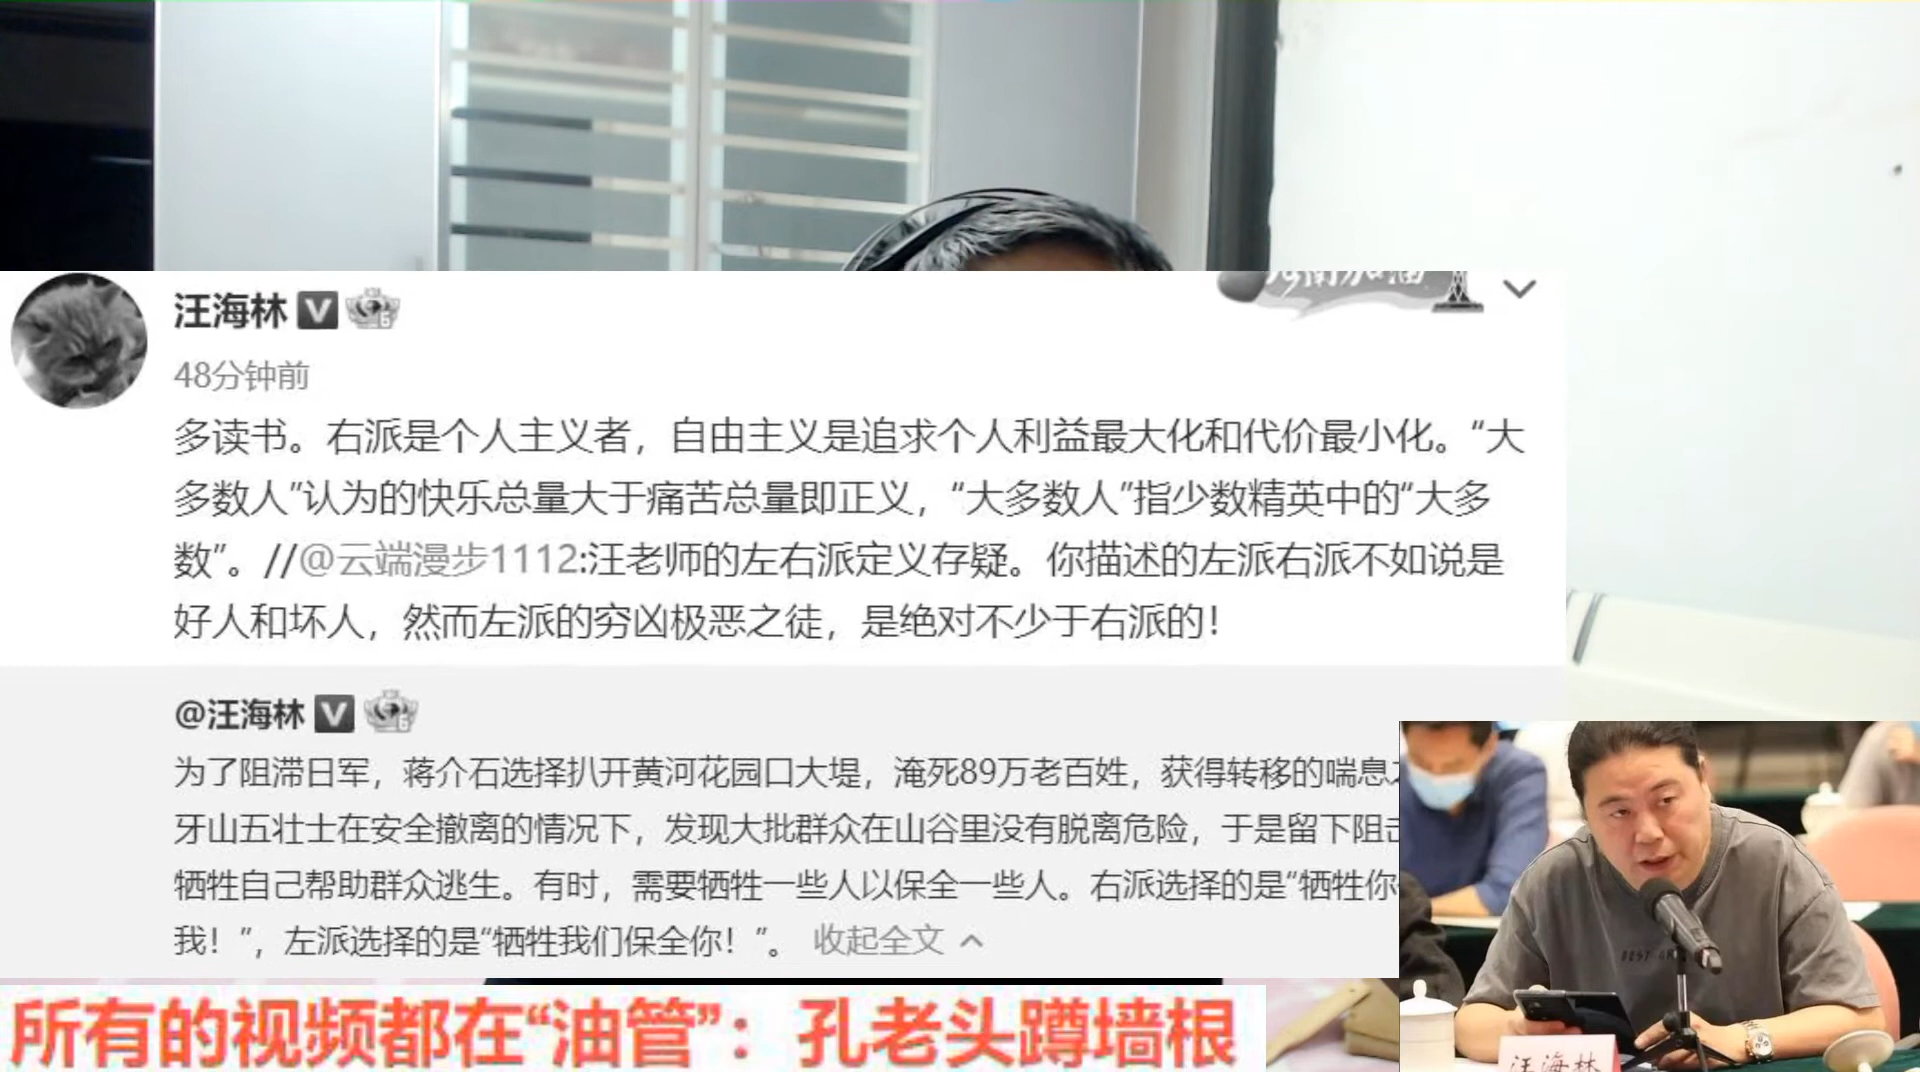 汪海林
48分钟前
多读书。右派是个人主义者，自由主义是追求个人利益最大化和代价最小化。“大
多数人”认为的快乐总量大于痛苦总量即正义，“大多数人”指少数精英中的“大多
数”。//@云端漫步1112:汪老师的左右派定义存疑。你描述的左派右派不如说是
好人和坏人，然而左派的穷凶极恶之徒，是绝对不少于右派的！
@汪海林
为了阻滞日军，蒋介石选择扒开黄河花园口大堤，淹死89万老百姓，获得转移的喘息
牙山五壮士在安全撤离的情况下，发现大批群众在山谷里没有脱离危险，于是留下阻
牺牲自己帮助群众逃生。有时，需要牺牲一些人以保全一些人。右派选择的是“牺牲你
我！”，左派选择的是“牺牲我们保全你！”。 收起全文
汪海林
所有的视频都在“油管”：孔老头蹲墙根